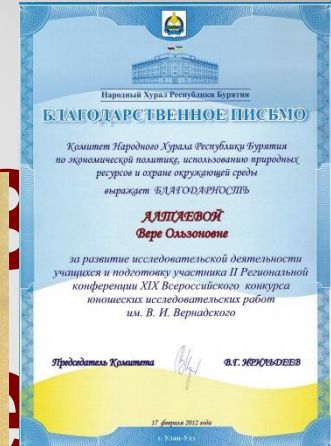 Народный Хурал Республики Бурятия
БЛАГОДАРСТВЕННОЕ ПИСЬМО
Комитет Народного Хурала Республики Бурятия
по экономической политике, использованию природных
ресурсов и охране окружающей среды
выражает БЛАГОДАРНОСТЬ
АЛТАЕВОЙ
Вере Ользоновне
за развитие исследовательской деятельности
учащихся и подготовку участника II Региональной
конференции XIX Всероссийского конкурса
юношеских исследовательских работ
им. В. И. Вернадского
Председатель Комитета В.Г. ИРИЛЬДЕЕВ
17 февраля 2012 года
г. Улан-Удэ